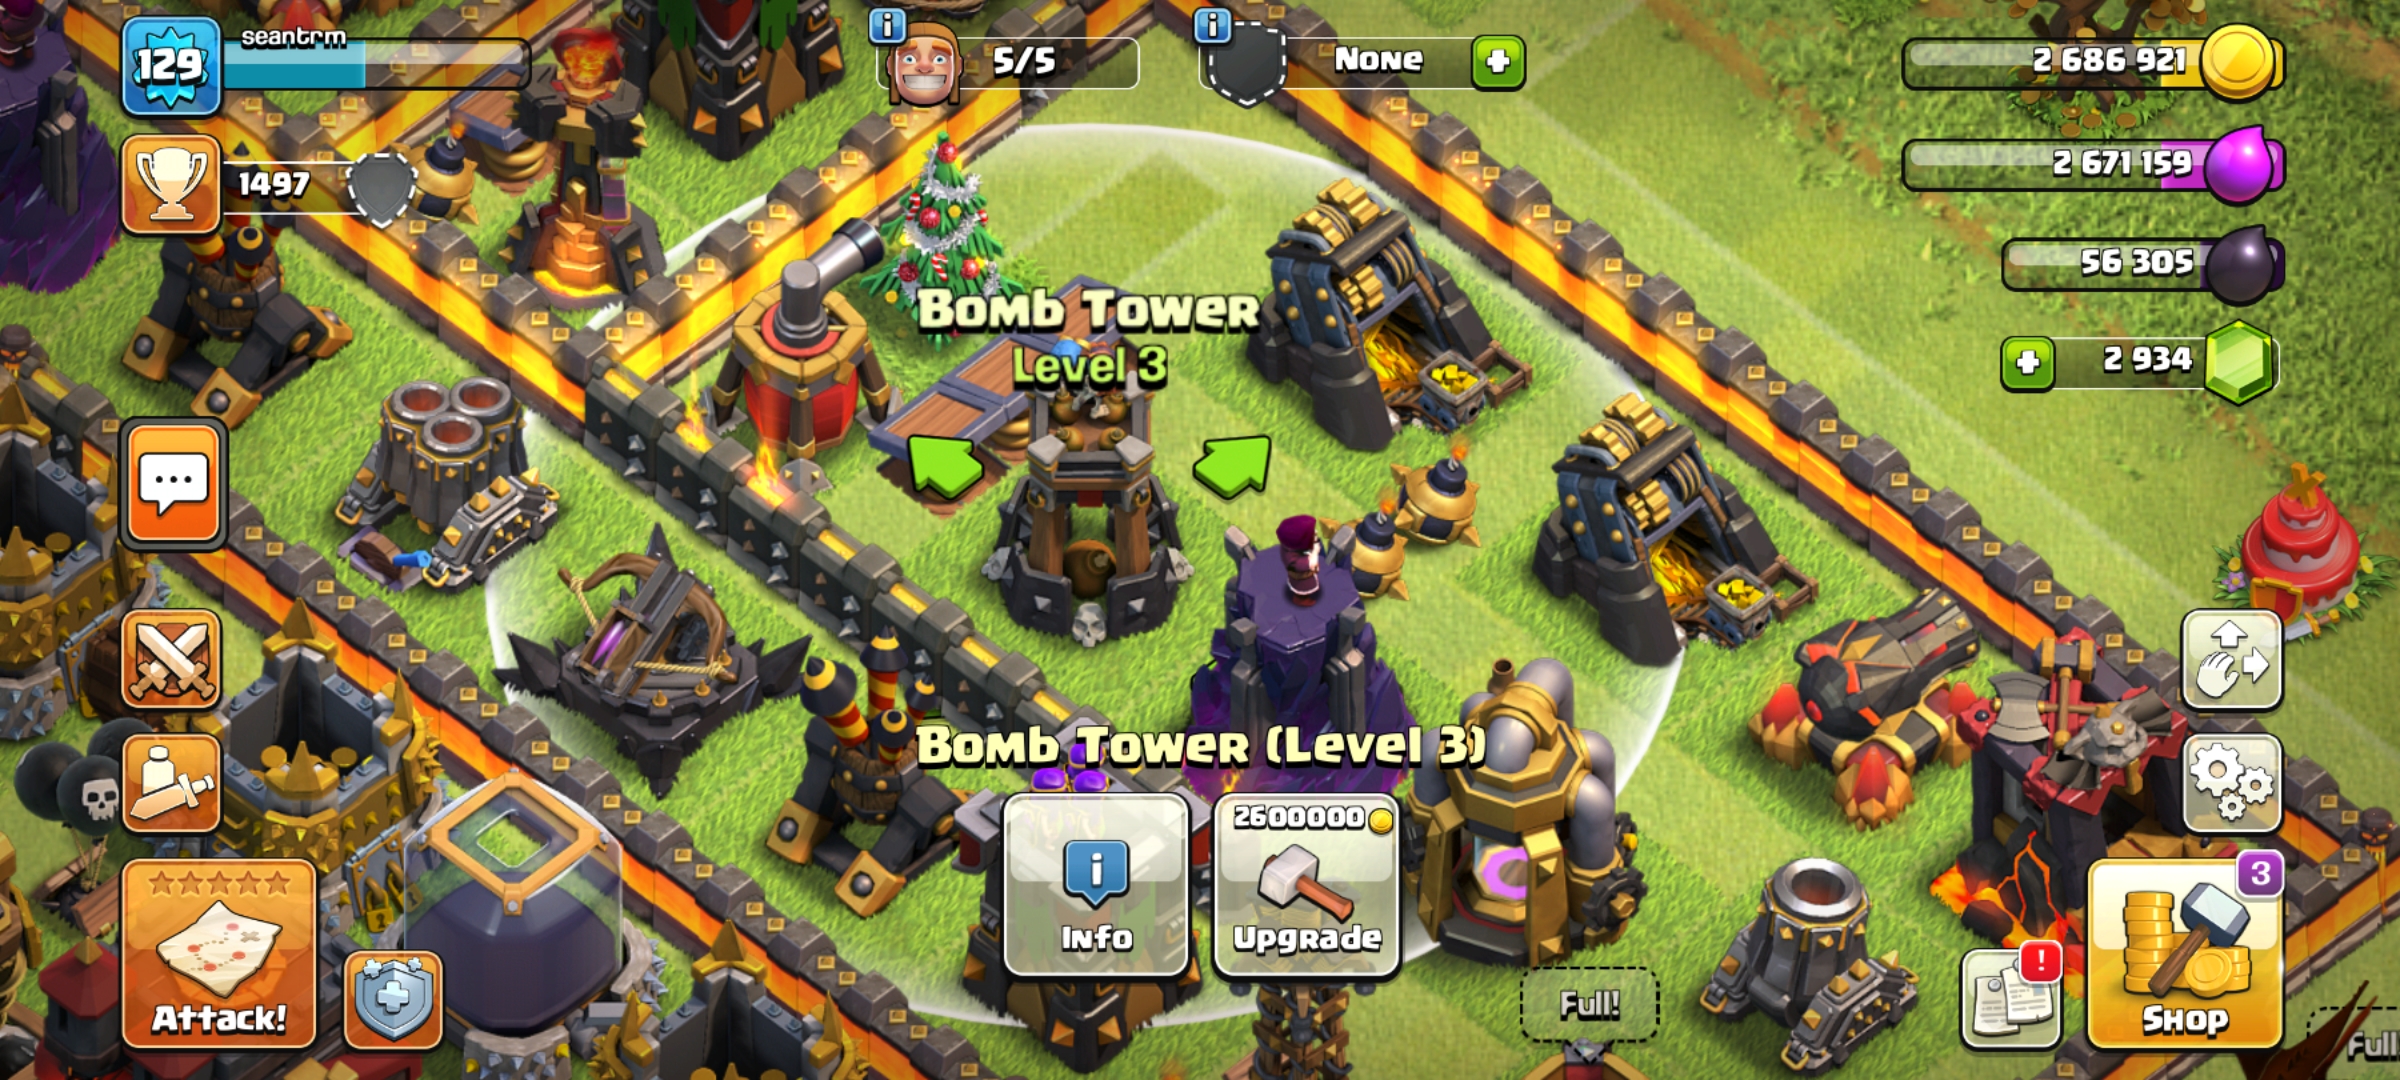 129
seantrm
5/5
None
2 686 921
1497
2 671 159
56 305
2 934
Bomb Tower
Level 3
Bomb Tower (Level 3)
2600000
Info
Upgrade
3
Attack!
Full!
!
Shop
Full